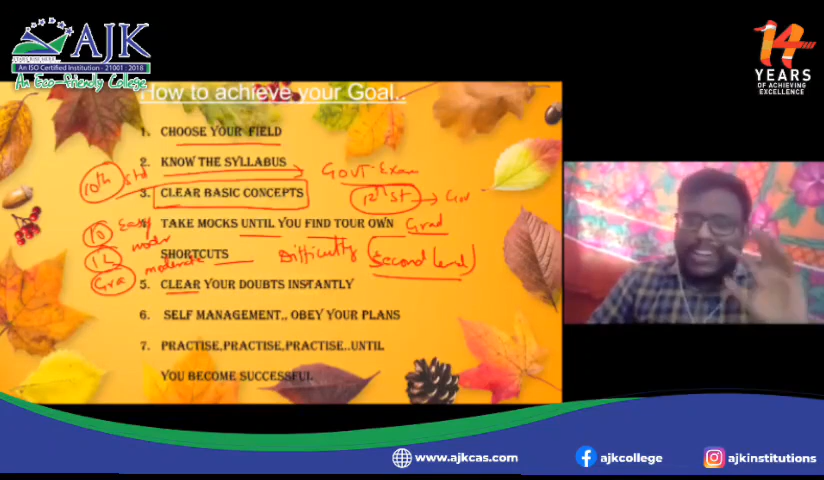 AJK
An ISO Certified Institution - 21001 : 2018
An Eco-friendly College
14
YEARS
OF ACHIEVING
EXCELLENCE
How to achieve your Goal..
1. CHOOSE YOUR FIELD
2. KNOW THE SYLLABUS
10th Std
GOVT-Exam
3. CLEAR BASIC CONCEPTS
12th St
4. TAKE MOCKS UNTIL YOU FIND TOUR OWN
Grad
10 Easy
SHORTCUTS
Difficulty
Second Level
12
moderate
Gra
5. CLEAR YOUR DOUBTS INSTANTLY
6. SELF MANAGEMENT.. OBEY YOUR PLANS
7. PRACTISE,PRACTISE,PRACTISE..UNTIL
YOU BECOME SUCCESSFUL
www.ajkcas.com
ajkcollege
ajkinstitutions